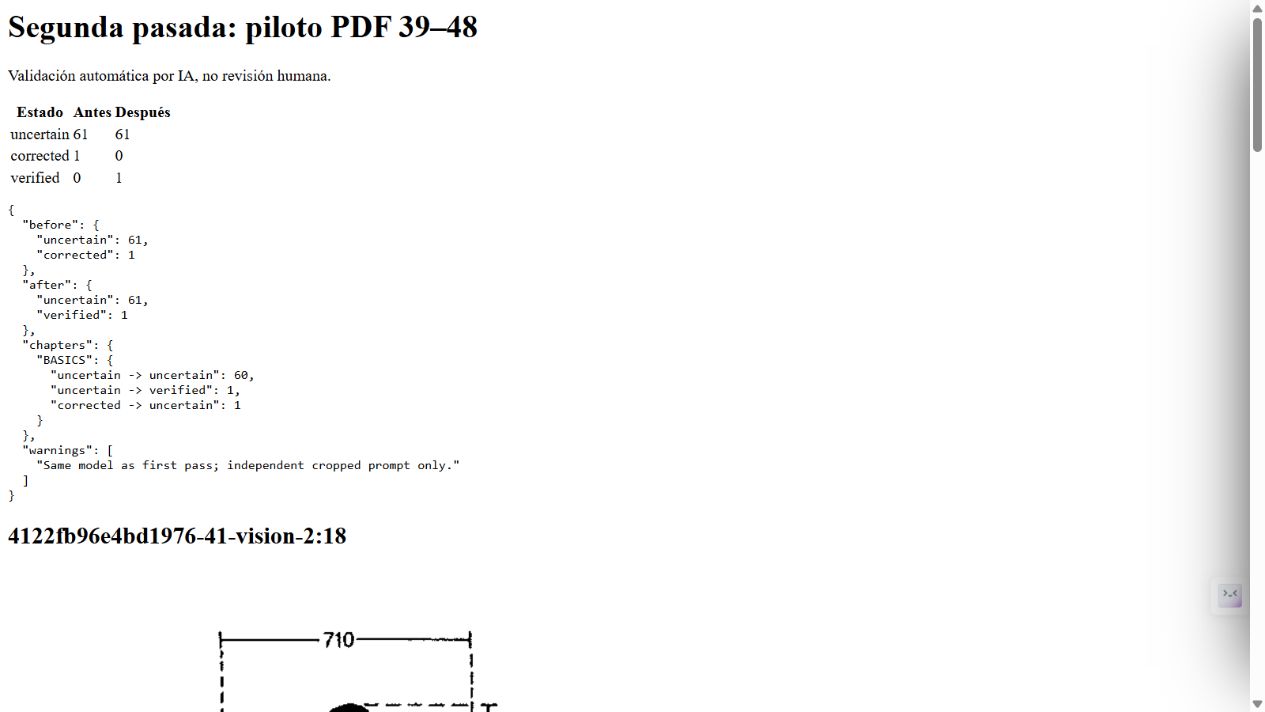 Segunda pasada: piloto PDF 39–48
Validación automática por IA, no revisión humana.
Estado Antes Después
uncertain 61 61
corrected 1 0
verified 0 1
{
  "before": {
    "uncertain": 61,
    "corrected": 1
  },
  "after": {
    "uncertain": 61,
    "verified": 1
  },
  "chapters": {
    "BASICS": {
      "uncertain -> uncertain": 60,
      "uncertain -> verified": 1,
      "corrected -> uncertain": 1
    }
  },
  "warnings": [
    "Same model as first pass; independent cropped prompt only."
  ]
}
4122fb96e4bd1976-41-vision-2:18
710